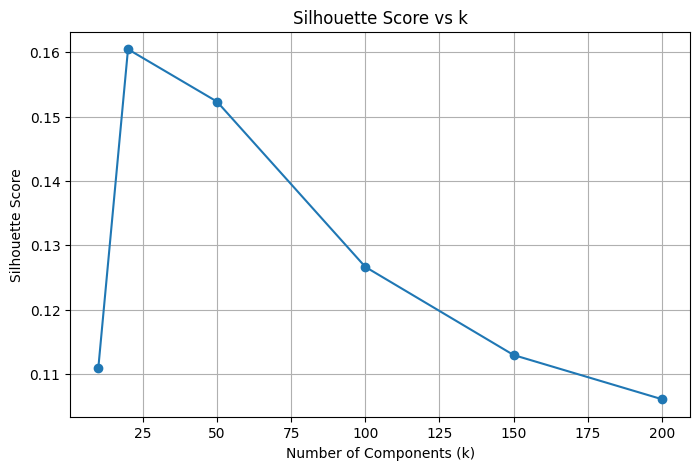 Silhouette Score vs k
0.16
0.15
0.14
0.13
0.12
0.11
Silhouette Score
25 50 75 100 125 150 175 200
Number of Components (k)